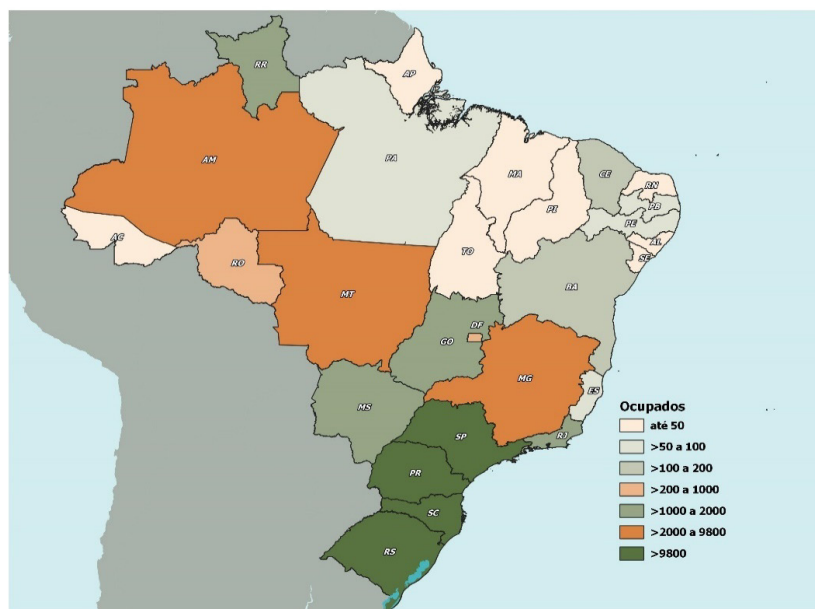 RR
AP
AM
PA
MA
CE
RN
PB
PI
PE
AC
AL
TO
SE
RO
BA
MT
DF
GO
MG
ES
MS
SP
RJ
PR
SC
RS
Ocupados
até 50
>50 a 100
>100 a 200
>200 a 1000
>1000 a 2000
>2000 a 9800
>9800